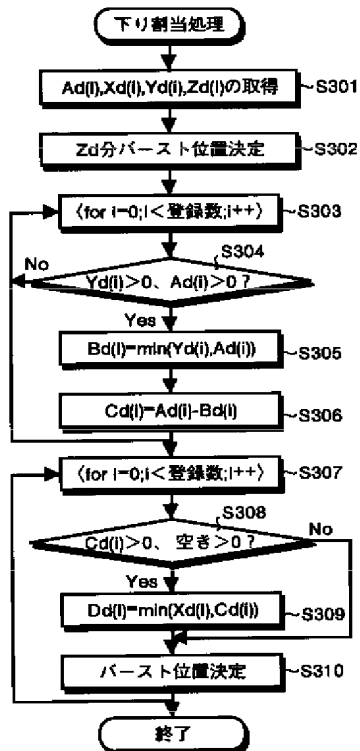 下り割当処理
Ad(i),Xd(i),Yd(i),Zd(i)の取得
S301
Zd分バースト位置決定
S302
〈for i=0;i<登録数;i++〉
S303
S304
No
Yd(i)>0、Ad(i)>0?
Yes
Bd(i)=min(Yd(i),Ad(i))
S305
Cd(i)=Ad(i)-Bd(i)
S306
〈for i=0;i<登録数;i++〉
S307
S308
No
Cd(i)>0、空き>0?
Yes
Dd(i)=min(Xd(i),Cd(i))
S309
バースト位置決定
S310
終了